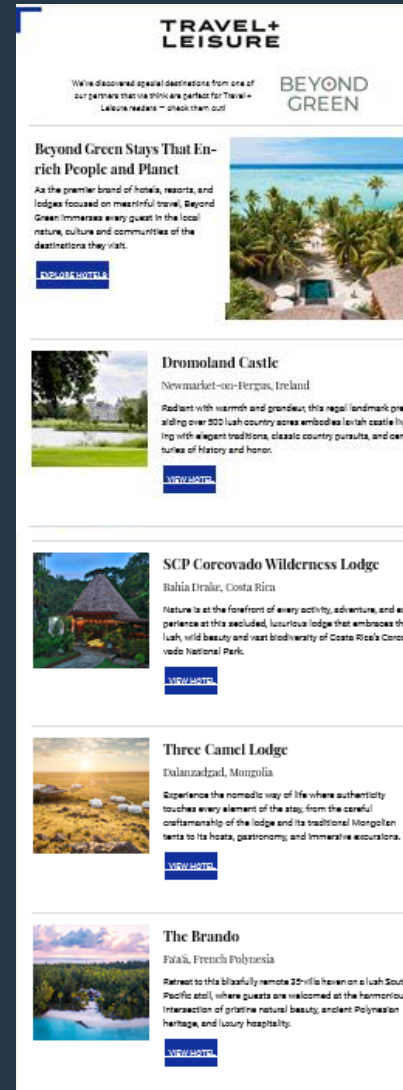 TRAVEL+
LEISURE
We've discovered special destinations from one of
our partners that we think are perfect for Travel +
Leisure readers — check them out!
BEYOND
GREEN
Beyond Green Stays That En-
rich People and Planet
As the premier brand of hotels, resorts, and
lodges focused on meaningful travel, Beyond
Green immerses every guest in the local
nature, culture and communities of the
destinations they visit.
EXPLORE HOTELS
Dromoland Castle
Newmarket-on-Fergus, Ireland
Radiant with warmth and grandeur, this regal landmark pre
siding over 500 lush country acres embodies lavish castle liv
ing with elegant traditions, classic country pursuits, and cen
turies of history and honor.
VIEW HOTEL
SCP Corcovado Wilderness Lodge
Bahia Drake, Costa Rica
Nature is at the forefront of every activity, adventure, and ex
perience at this secluded, luxurious lodge that embraces th
lush, wild beauty and vast biodiversity of Costa Rica's Corco
vado National Park.
VIEW HOTEL
Three Camel Lodge
Dalanzadgad, Mongolia
Experience the nomadic way of life where authenticity
touches every element of the stay, from the careful
craftsmanship of the lodge and its traditional Mongolian
tents to its hosts, gastronomy, and immersive excursions.
VIEW HOTEL
The Brando
Fa'a'ā, French Polynesia
Retreat to this blissfully remote 35-villa haven on a lush Sout
Pacific atoll, where guests are welcomed at the harmoniou
intersection of pristine natural beauty, ancient Polynesian
heritage, and luxury hospitality.
VIEW HOTEL